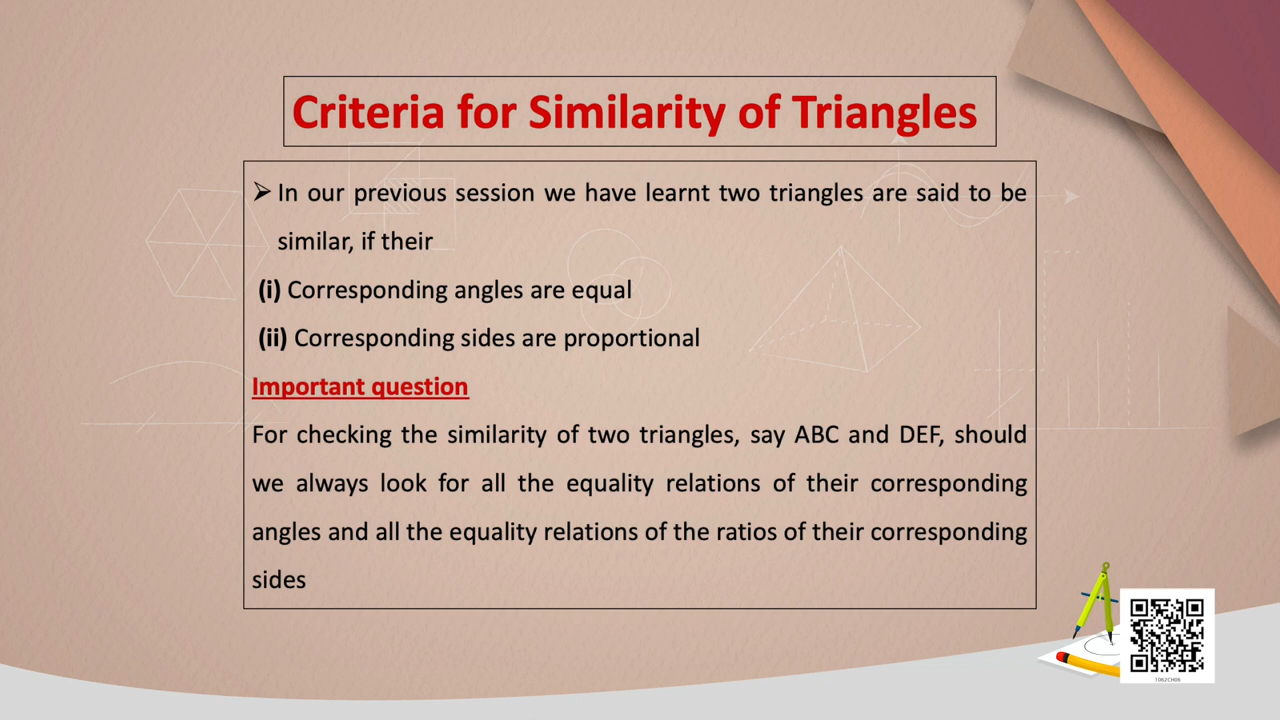 Criteria for Similarity of Triangles
➢ In our previous session we have learnt two triangles are said to be
similar, if their
(i) Corresponding angles are equal
(ii) Corresponding sides are proportional
Important question
For checking the similarity of two triangles, say ABC and DEF, should
we always look for all the equality relations of their corresponding
angles and all the equality relations of the ratios of their corresponding
sides
1062CH06